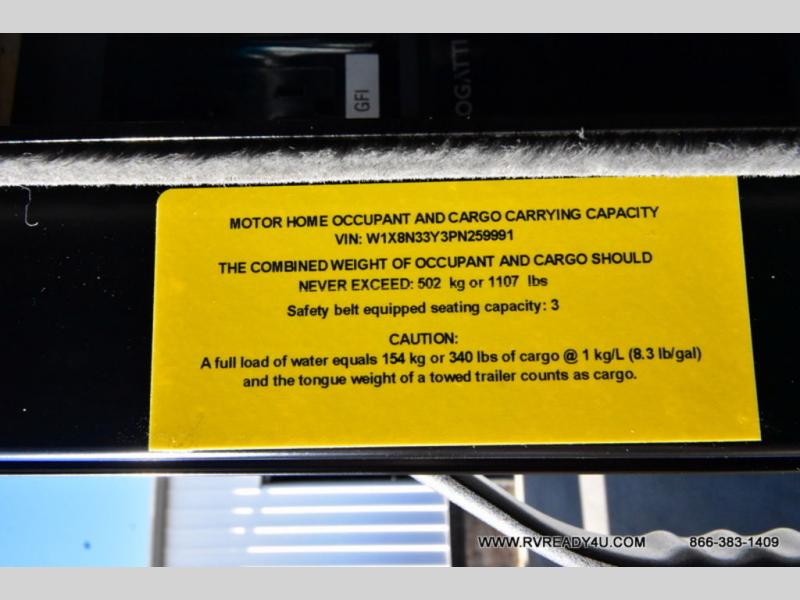 GFI
OGATTI
MOTOR HOME OCCUPANT AND CARGO CARRYING CAPACITY
VIN: W1X8N33Y3PN259991
THE COMBINED WEIGHT OF OCCUPANT AND CARGO SHOULD
NEVER EXCEED: 502 kg or 1107 lbs
Safety belt equipped seating capacity: 3
CAUTION:
A full load of water equals 154 kg or 340 lbs of cargo @ 1 kg/L (8.3 lb/gal)
and the tongue weight of a towed trailer counts as cargo.
WWW.RVREADY4U.COM 866-383-1409